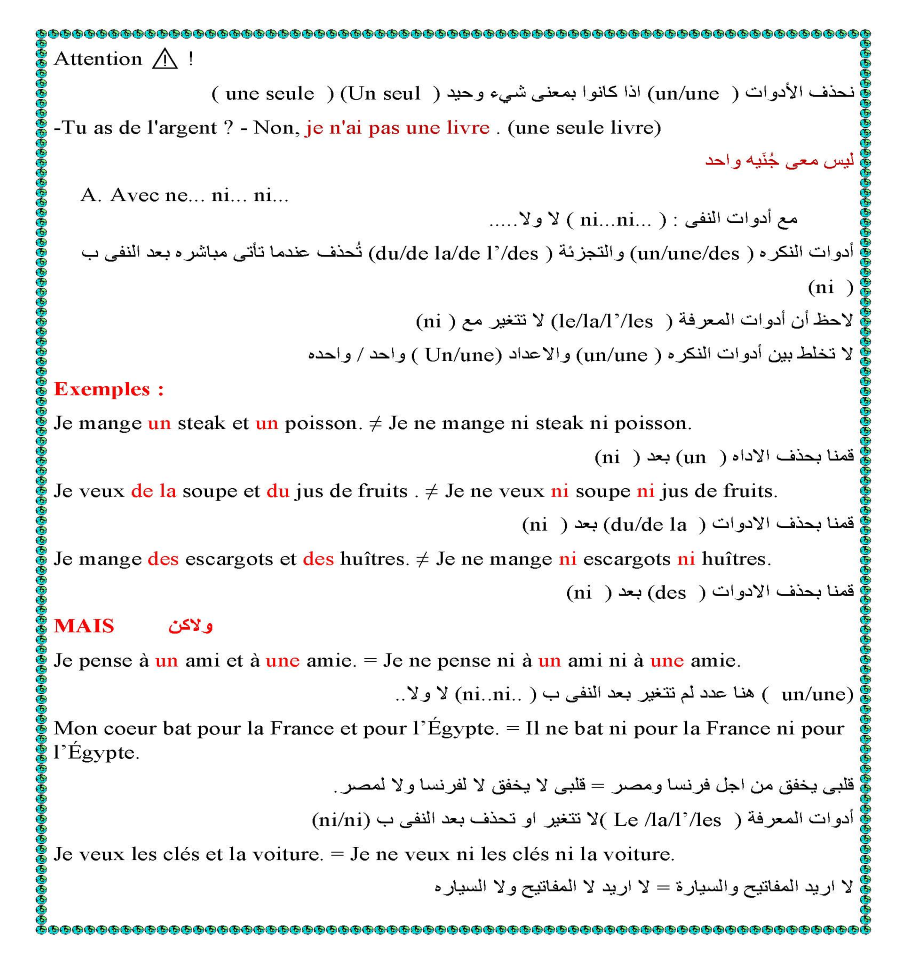 Attention ⚠ !
نحذف الأدوات ( un/une) اذا كانوا بمعنى شيء وحيد ( Un seul) ( une seule )
-Tu as de l'argent ? - Non, je n'ai pas une livre . (une seule livre)
ليس معى جُنَيه واحد
A. Avec ne... ni... ni...
مع أدوات النفى : ( ...ni...ni ) لا ولا.....
أدوات النكره ( un/une/des) والتجزئة ( du/de la/de l’/des) تُحذف عندما تأتى مباشره بعد النفى ب
( ni)
لاحظ أن أدوات المعرفة ( le/la/l’/les) لا تتغير مع ( ni)
لا تخلط بين أدوات النكره ( un/une) والاعداد (Un/une ) واحد / واحده
Exemples :
Je mange un steak et un poisson. ≠ Je ne mange ni steak ni poisson.
قمنا بحذف الاداه ( un) بعد ( ni)
Je veux de la soupe et du jus de fruits . ≠ Je ne veux ni soupe ni jus de fruits.
قمنا بحذف الادوات ( du/de la) بعد ( ni)
Je mange des escargots et des huîtres. ≠ Je ne mange ni escargots ni huîtres.
قمنا بحذف الادوات ( des) بعد ( ni)
MAIS ولاكن
Je pense à un ami et à une amie. = Je ne pense ni à un ami ni à une amie.
(un/une ) هنا عدد لم تتغير بعد النفى ب ( ..ni..ni) لا ولا..
Mon coeur bat pour la France et pour l’Égypte. = Il ne bat ni pour la France ni pour
l’Égypte.
قلبى يخفق من اجل فرنسا ومصر = قلبى لا يخفق لا لفرنسا ولا لمصر.
أدوات المعرفة ( Le /la/l’/les )لا تتغير او تحذف بعد النفى ب (ni/ni)
Je veux les clés et la voiture. = Je ne veux ni les clés ni la voiture.
لا اريد المفاتيح والسيارة = لا اريد لا المفاتيح ولا السياره